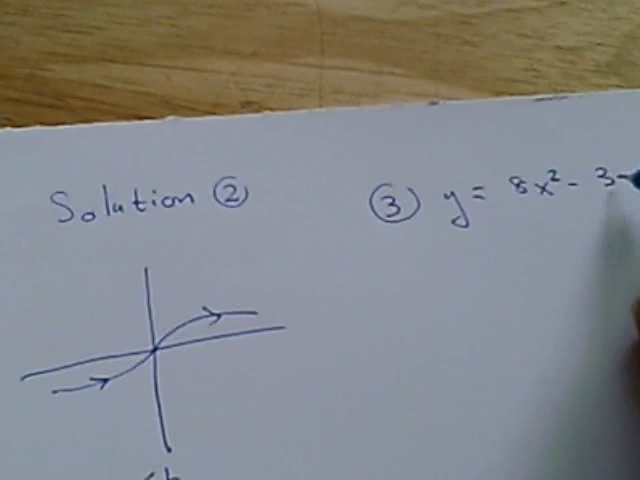 Solution ②
③ y = 8x² - 3